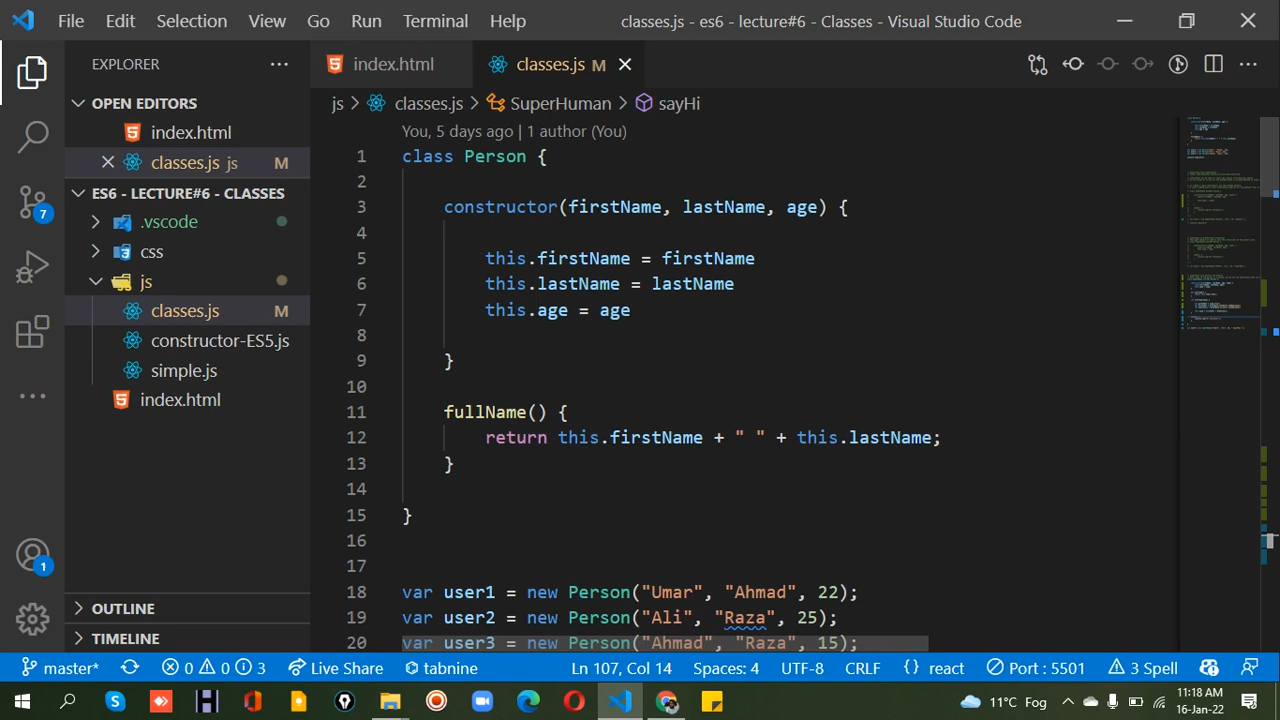 File Edit Selection View Go Run Terminal Help classes.js - es6 - lecture#6 - Classes - Visual Studio Code
EXPLORER
OPEN EDITORS
index.html
classes.js js M
ES6 - LECTURE#6 - CLASSES
.vscode
css
js
classes.js
constructor-ES5.js
simple.js
index.html
OUTLINE
TIMELINE
7
1
index.html classes.js M
js > classes.js > SuperHuman > sayHi
You, 5 days ago | 1 author (You)
1 class Person {
2
3 constructor(firstName, lastName, age) {
4
5 this.firstName = firstName
6 this.lastName = lastName
7 this.age = age
8
9 }
10
11 fullName() {
12 return this.firstName + " " + this.lastName;
13 }
14
15 }
16
17
18 var user1 = new Person("Umar", "Ahmad", 22);
19 var user2 = new Person("Ali", "Raza", 25);
20 var user3 = new Person("Ahmad", "Raza", 15);
master* 0 0 3 Live Share tabnine Ln 107, Col 14 Spaces: 4 UTF-8 CRLF {} react Port : 5501 3 Spell
11°C Fog 11:18 AM
16-Jan-22